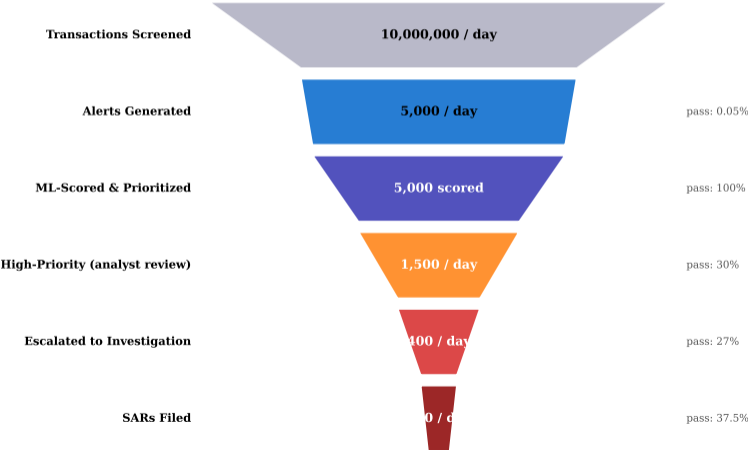 Transactions Screened 10,000,000 / day
Alerts Generated 5,000 / day pass: 0.05%
ML-Scored & Prioritized 5,000 scored pass: 100%
High-Priority (analyst review) 1,500 / day pass: 30%
Escalated to Investigation 400 / day pass: 27%
SARs Filed pass: 37.5%